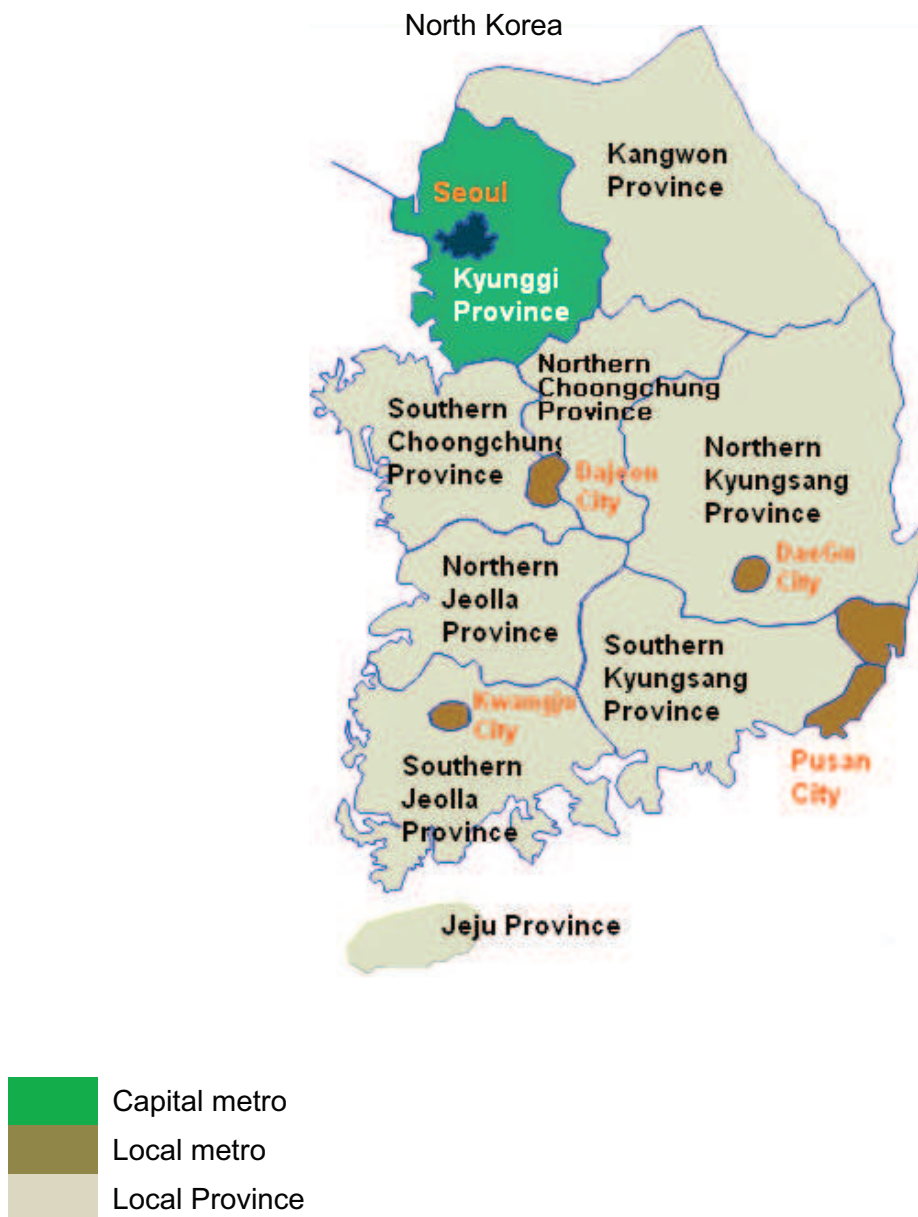 North Korea
Kangwon
Province
Seoul
Kyunggi
Province
Northern
Choongchung
Province
Southern
Choongchung
Province
Dajeon
City
Northern
Kyungsang
Province
DaeGu
City
Northern
Jeolla
Province
Southern
Kyungsang
Province
Kwangju
City
Southern
Jeolla
Province
Pusan
City
Jeju Province
Capital metro
Local metro
Local Province